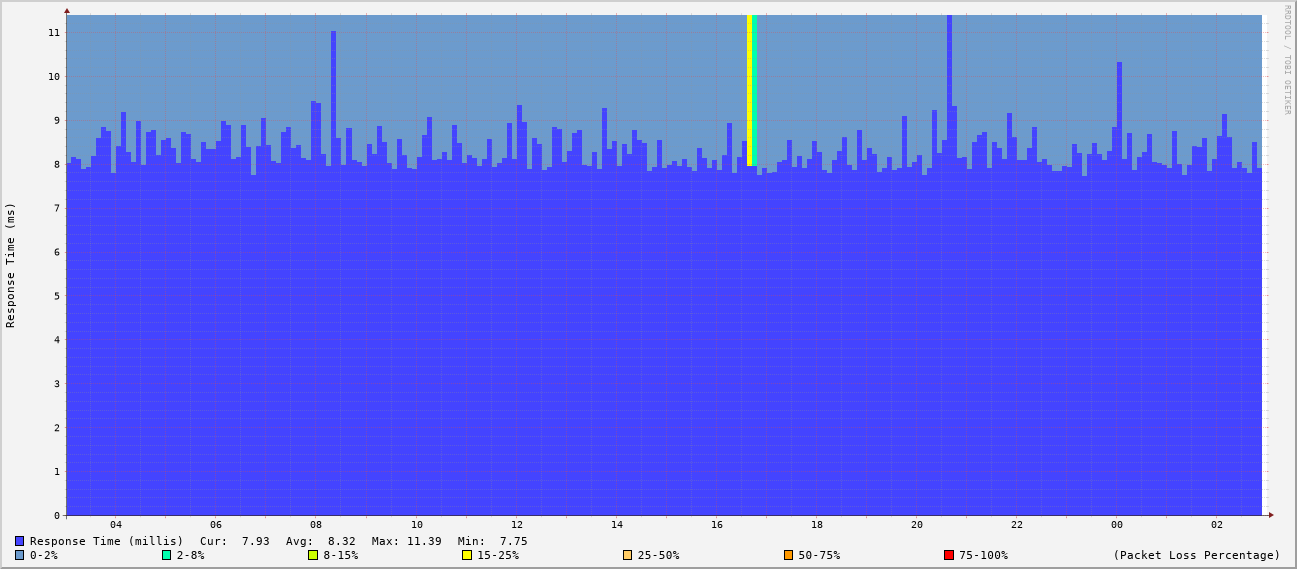 RRDTOOL / TOBI OETIKER
Response Time (ms)
11
10
9
8
7
6
5
4
3
2
1
0
04 06 08 10 12 14 16 18 20 22 00 02
Response Time (millis) Cur: 7.93 Avg: 8.32 Max: 11.39 Min: 7.75
0-2% 2-8% 8-15% 15-25% 25-50% 50-75% 75-100% (Packet Loss Percentage)